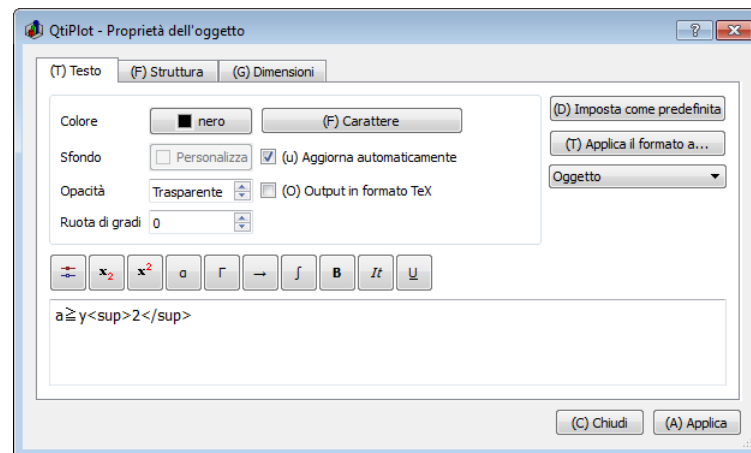 QtiPlot - Proprietà dell'oggetto
(T) Testo (F) Struttura (G) Dimensioni
Colore nero (F) Carattere (D) Imposta come predefinita
Sfondo Personalizza (u) Aggiorna automaticamente (T) Applica il formato a...
Opacità Trasparente (O) Output in formato TeX Oggetto
Ruota di gradi 0
x2 x2 α Γ → ∫ B It U
a≧y<sup>2</sup>
(C) Chiudi (A) Applica